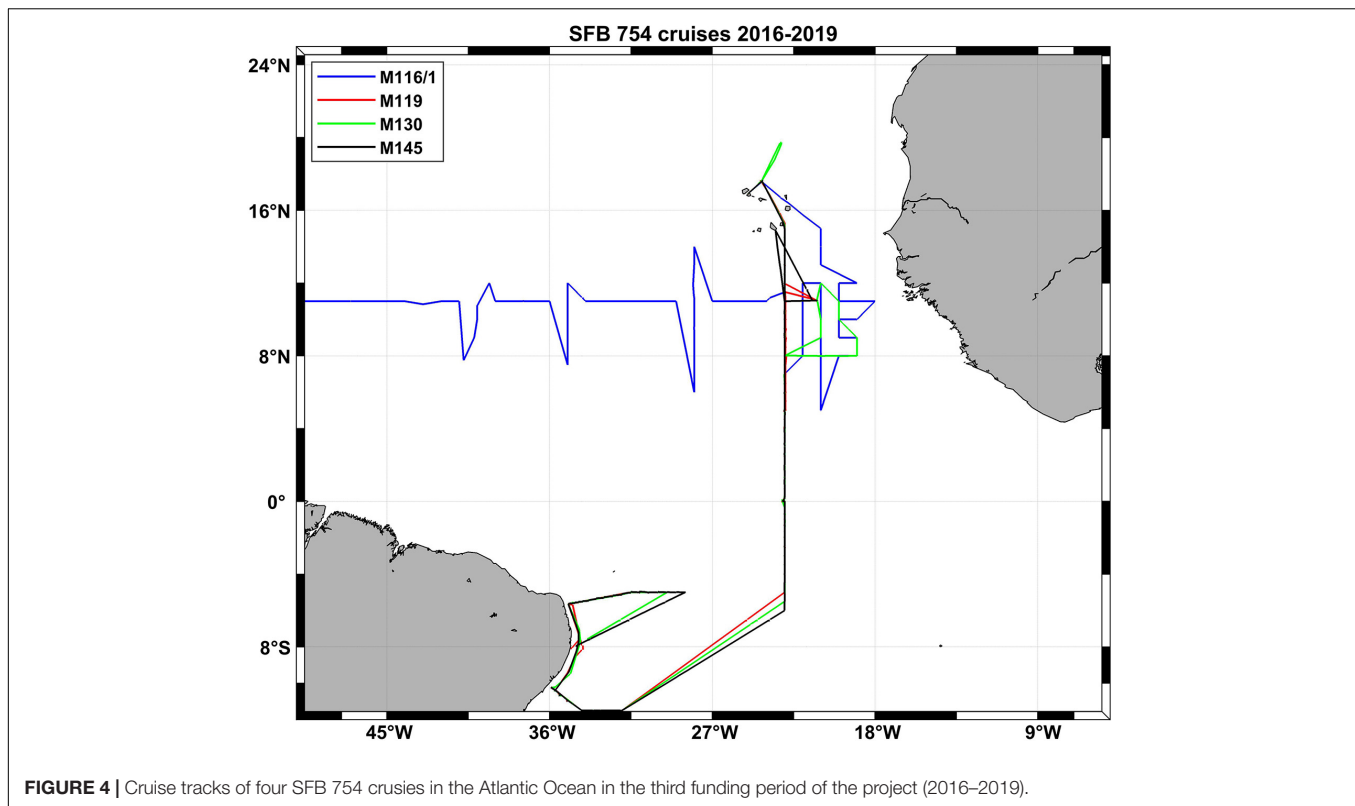 SFB 754 cruises 2016-2019
24°N
16°N
8°N
0°
8°S
M116/1
M119
M130
M145
45°W 36°W 27°W 18°W 9°W
FIGURE 4 | Cruise tracks of four SFB 754 crusies in the Atlantic Ocean in the third funding period of the project (2016–2019).